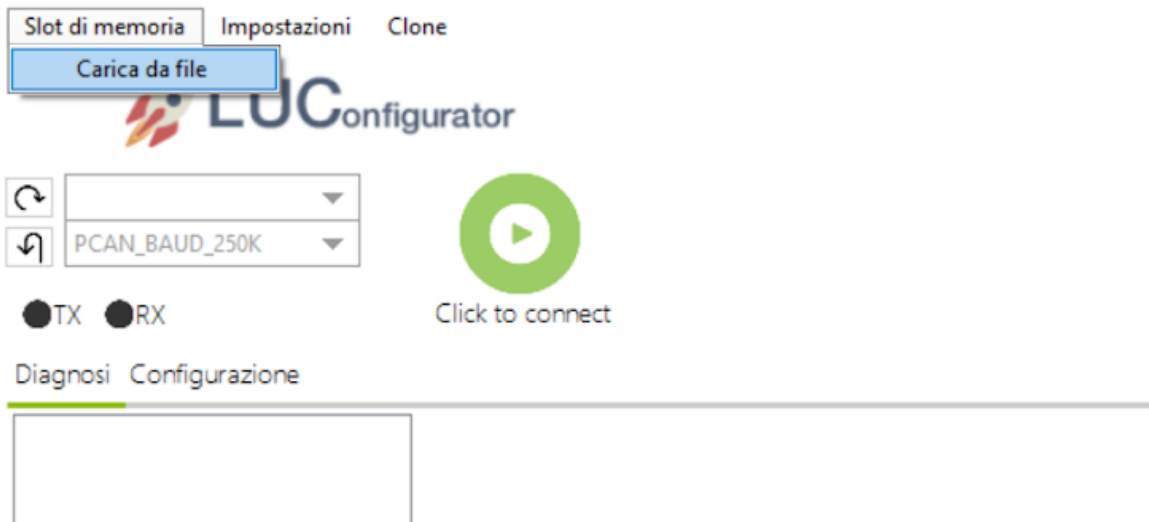 Slot di memoria Impostazioni Clone
Carica da file
LUConfigurator
PCAN_BAUD_250K
TX RX
Click to connect
Diagnosi Configurazione